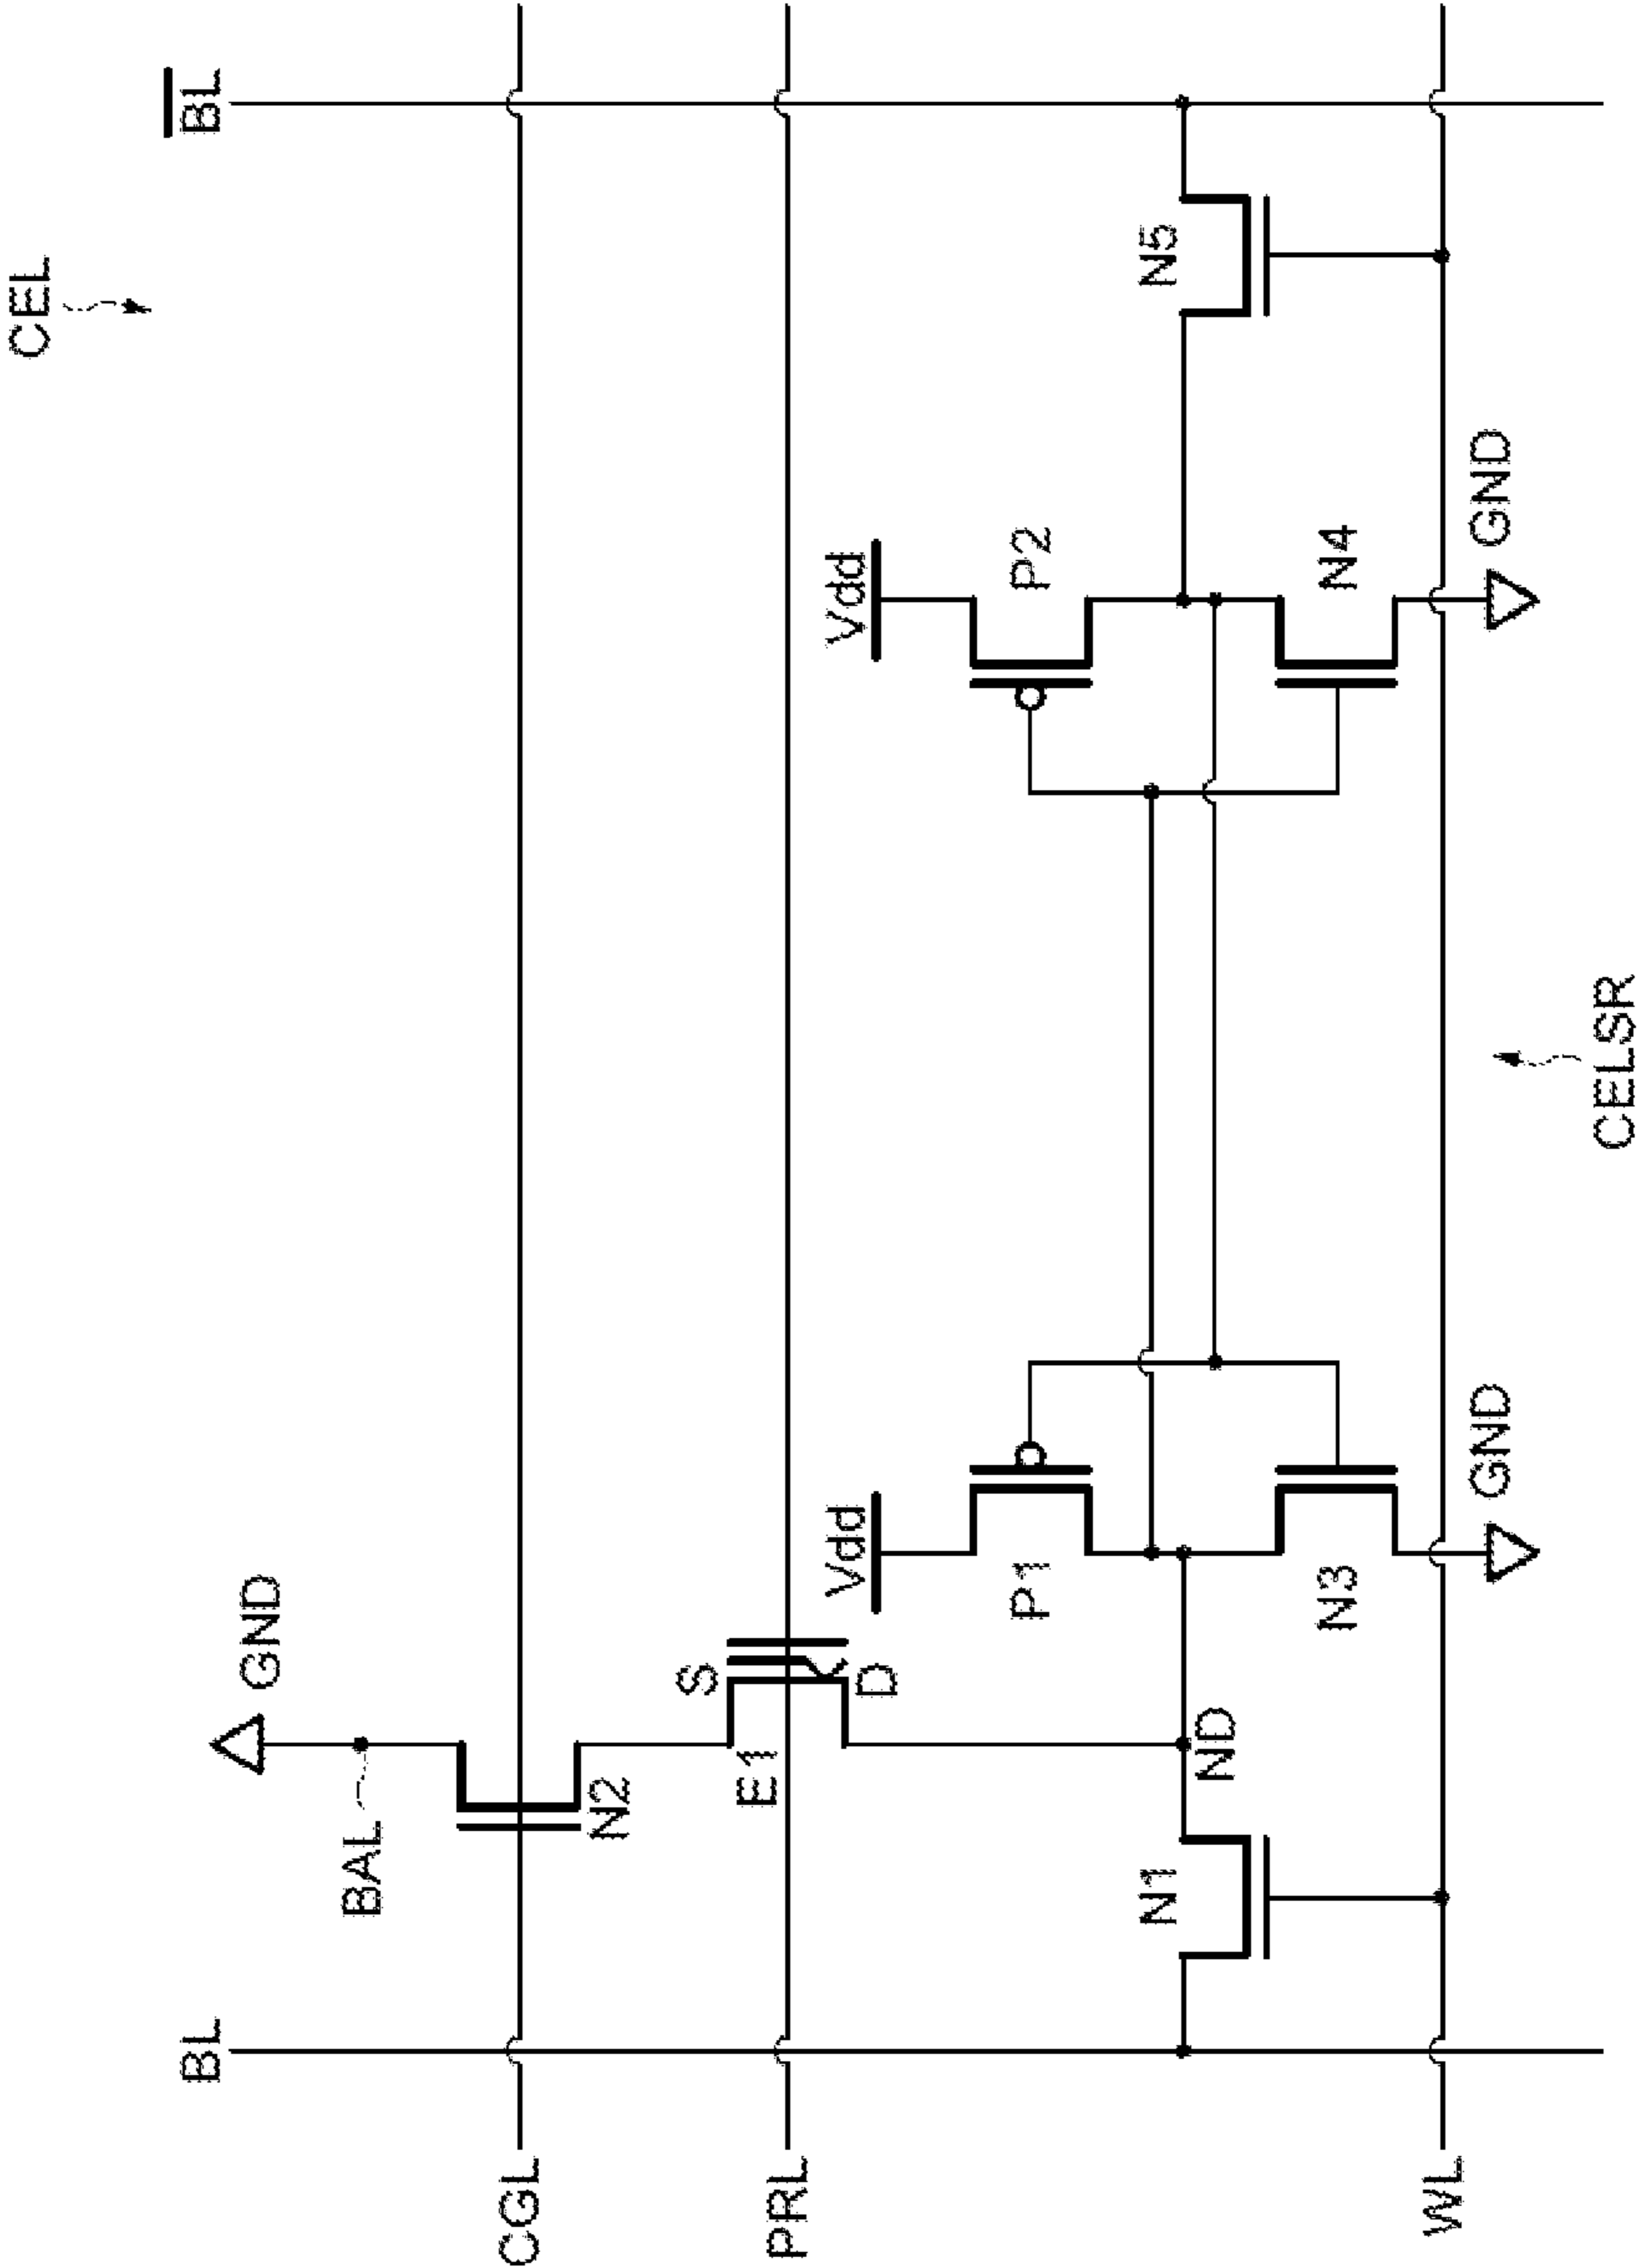 CEL
BL
BL
GND
BAL
CGL
N2
PRL
S
E1
D
Vdd
Vdd
P1
P2
N1
ND
N5
N3
N4
WL
GND
GND
CELSR